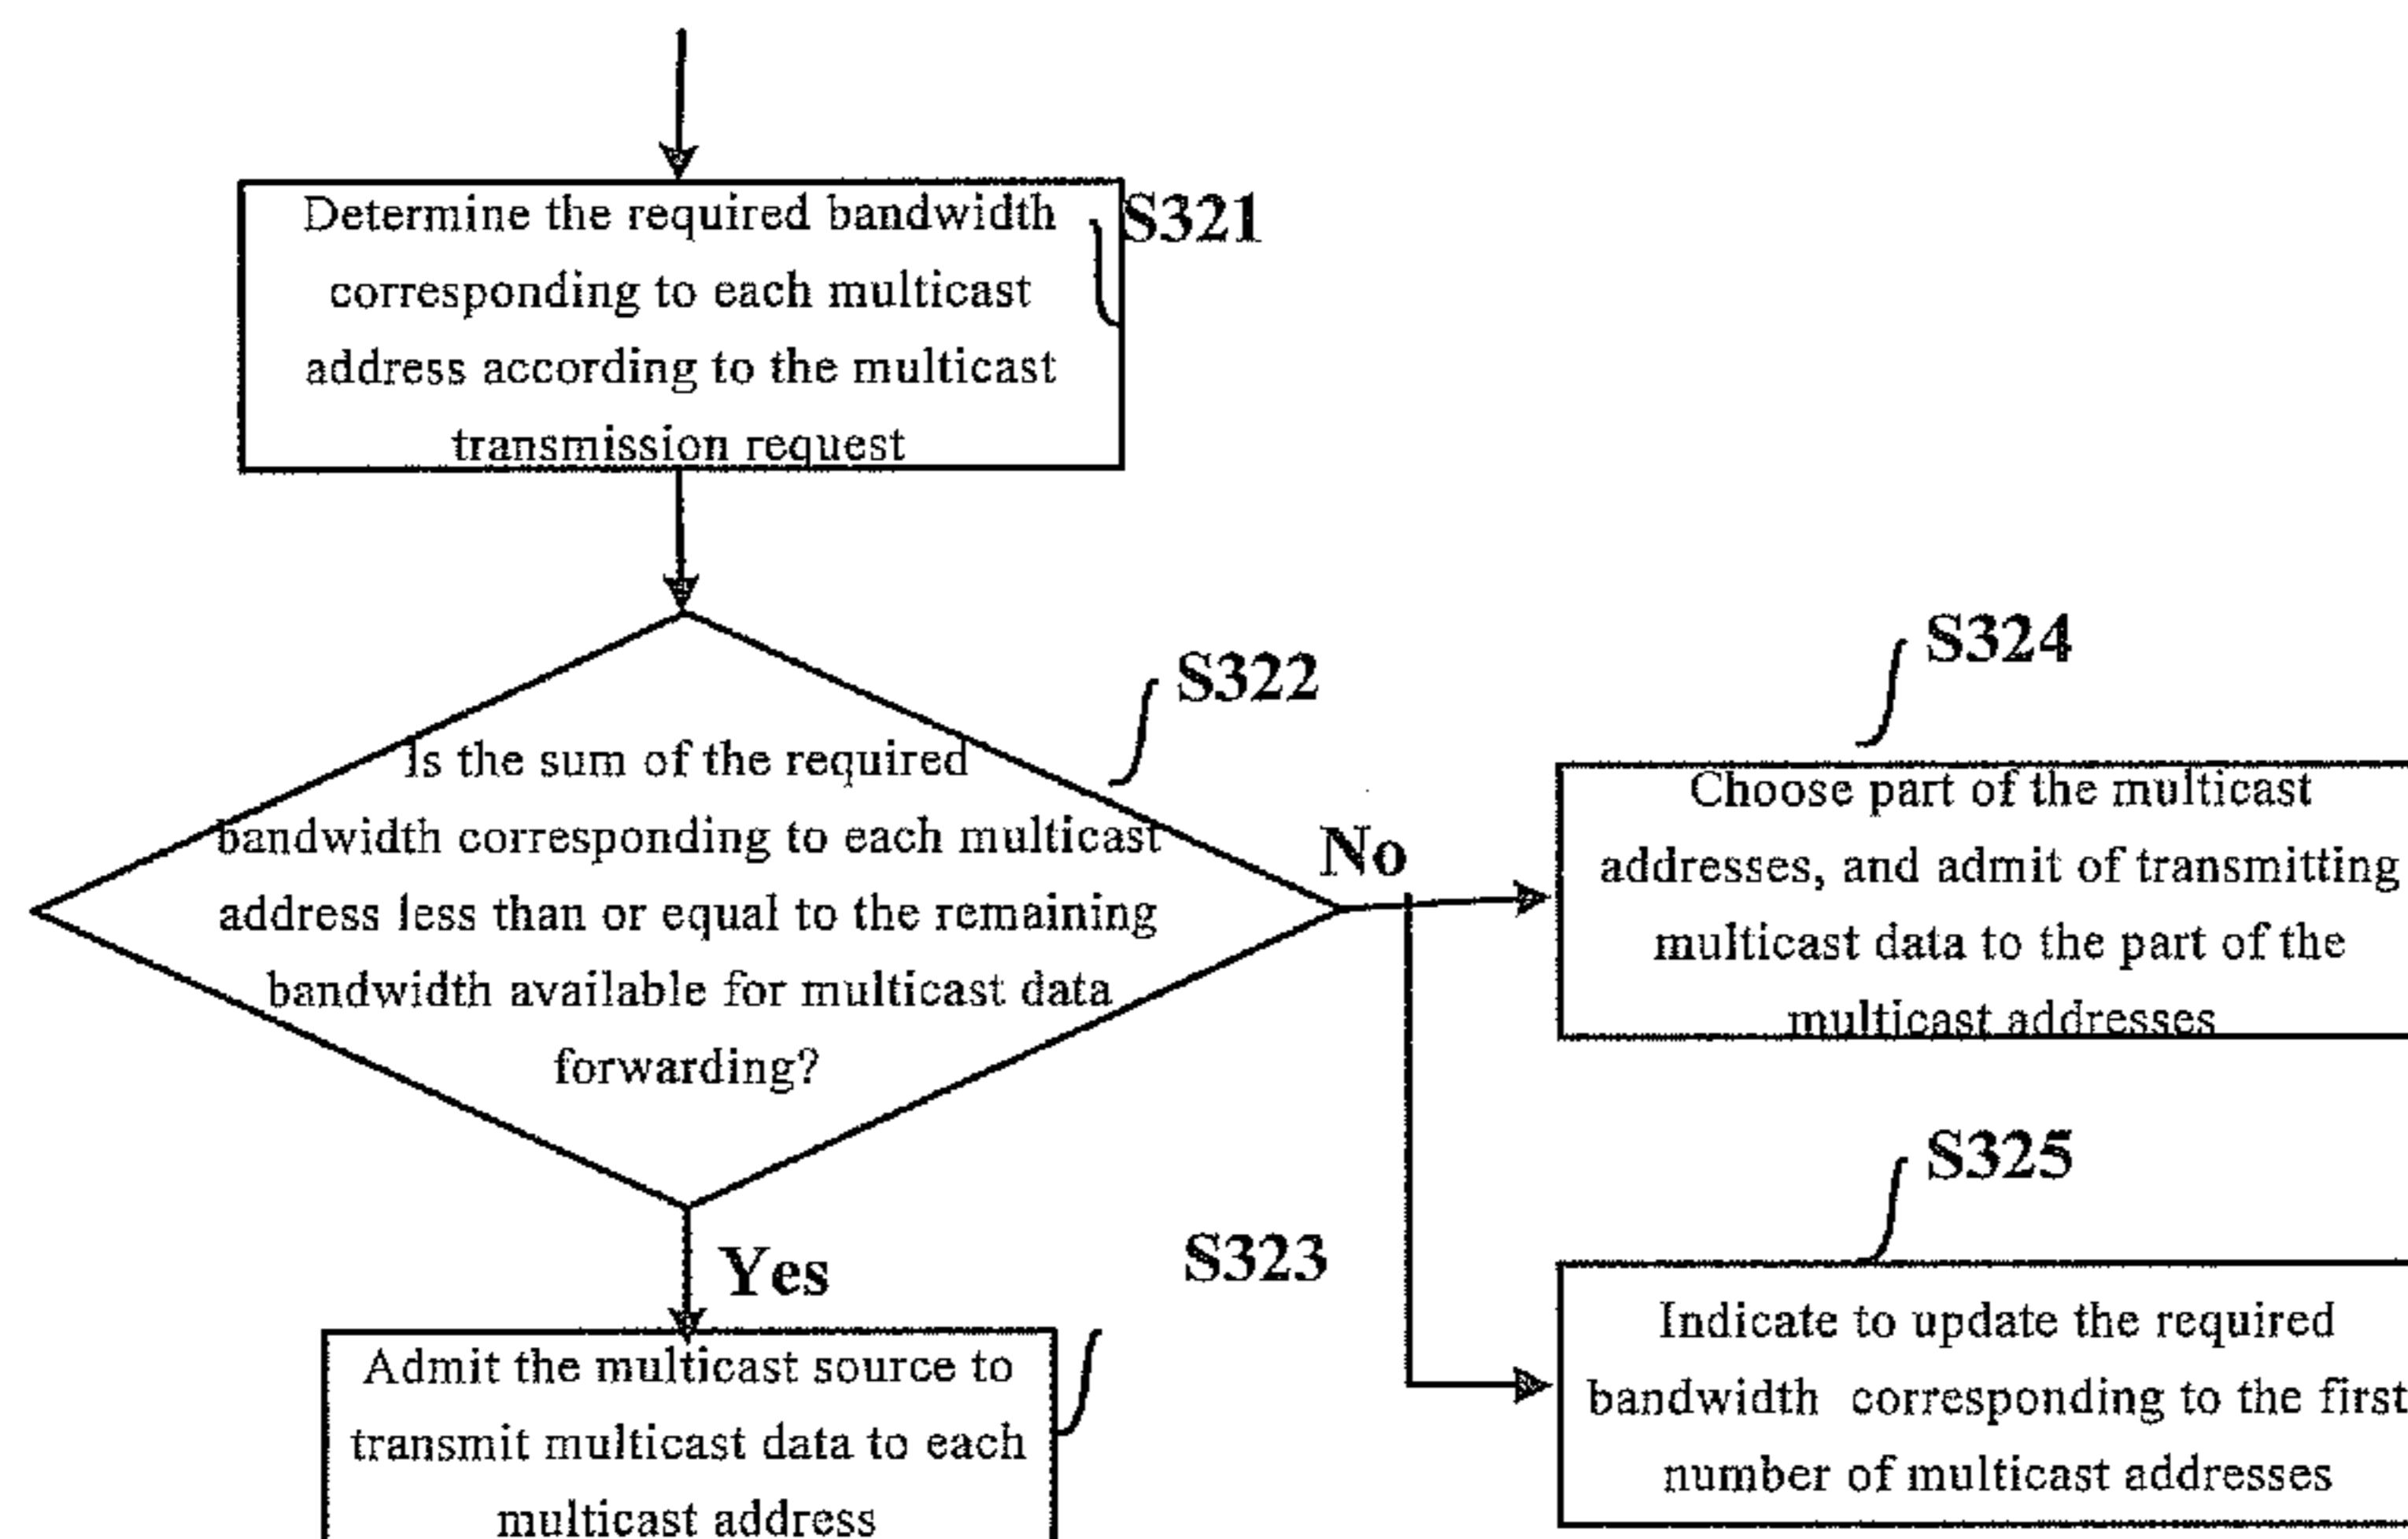 Determine the required bandwidth
corresponding to each multicast
address according to the multicast
transmission request
S321
Is the sum of the required
bandwidth corresponding to each multicast
address less than or equal to the remaining
bandwidth available for multicast data
forwarding?
S322
No
Yes
S324
Choose part of the multicast
addresses, and admit of transmitting
multicast data to the part of the
multicast addresses
S325
Indicate to update the required
bandwidth corresponding to the first
number of multicast addresses
S323
Admit the multicast source to
transmit multicast data to each
multicast address